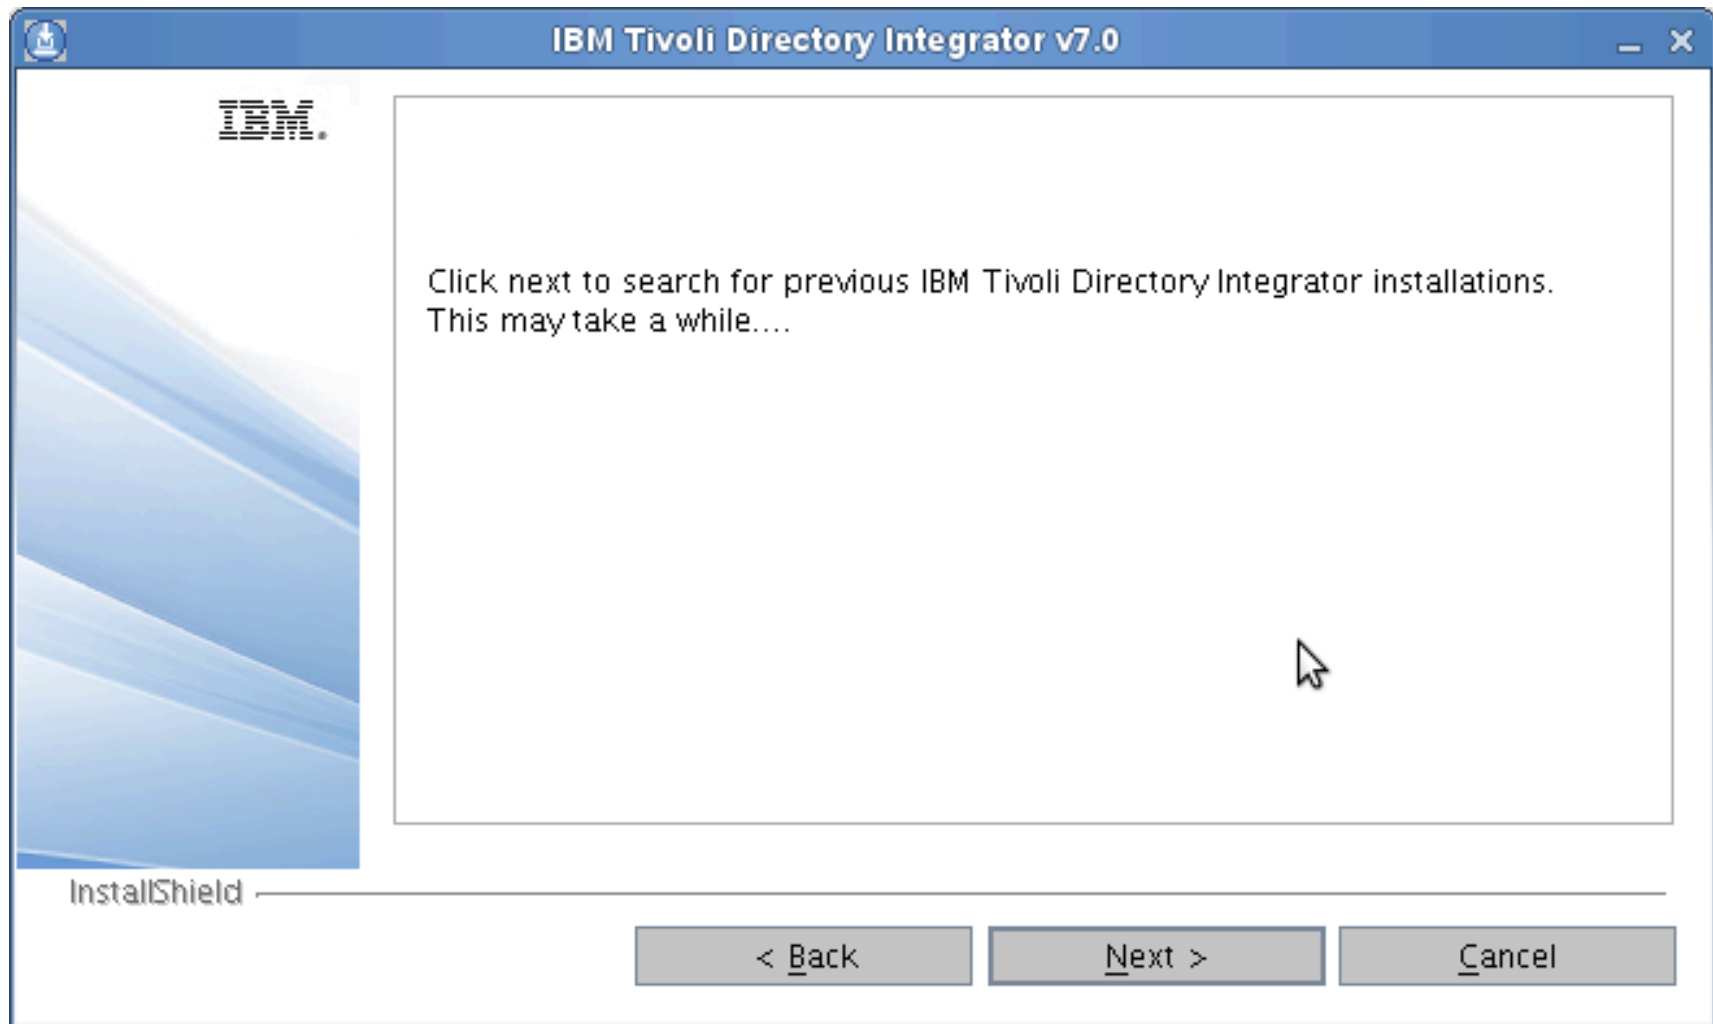 IBM Tivoli Directory Integrator v7.0
IBM.
Click next to search for previous IBM Tivoli Directory Integrator installations.
This may take a while....
InstallShield
< Back
Next >
Cancel